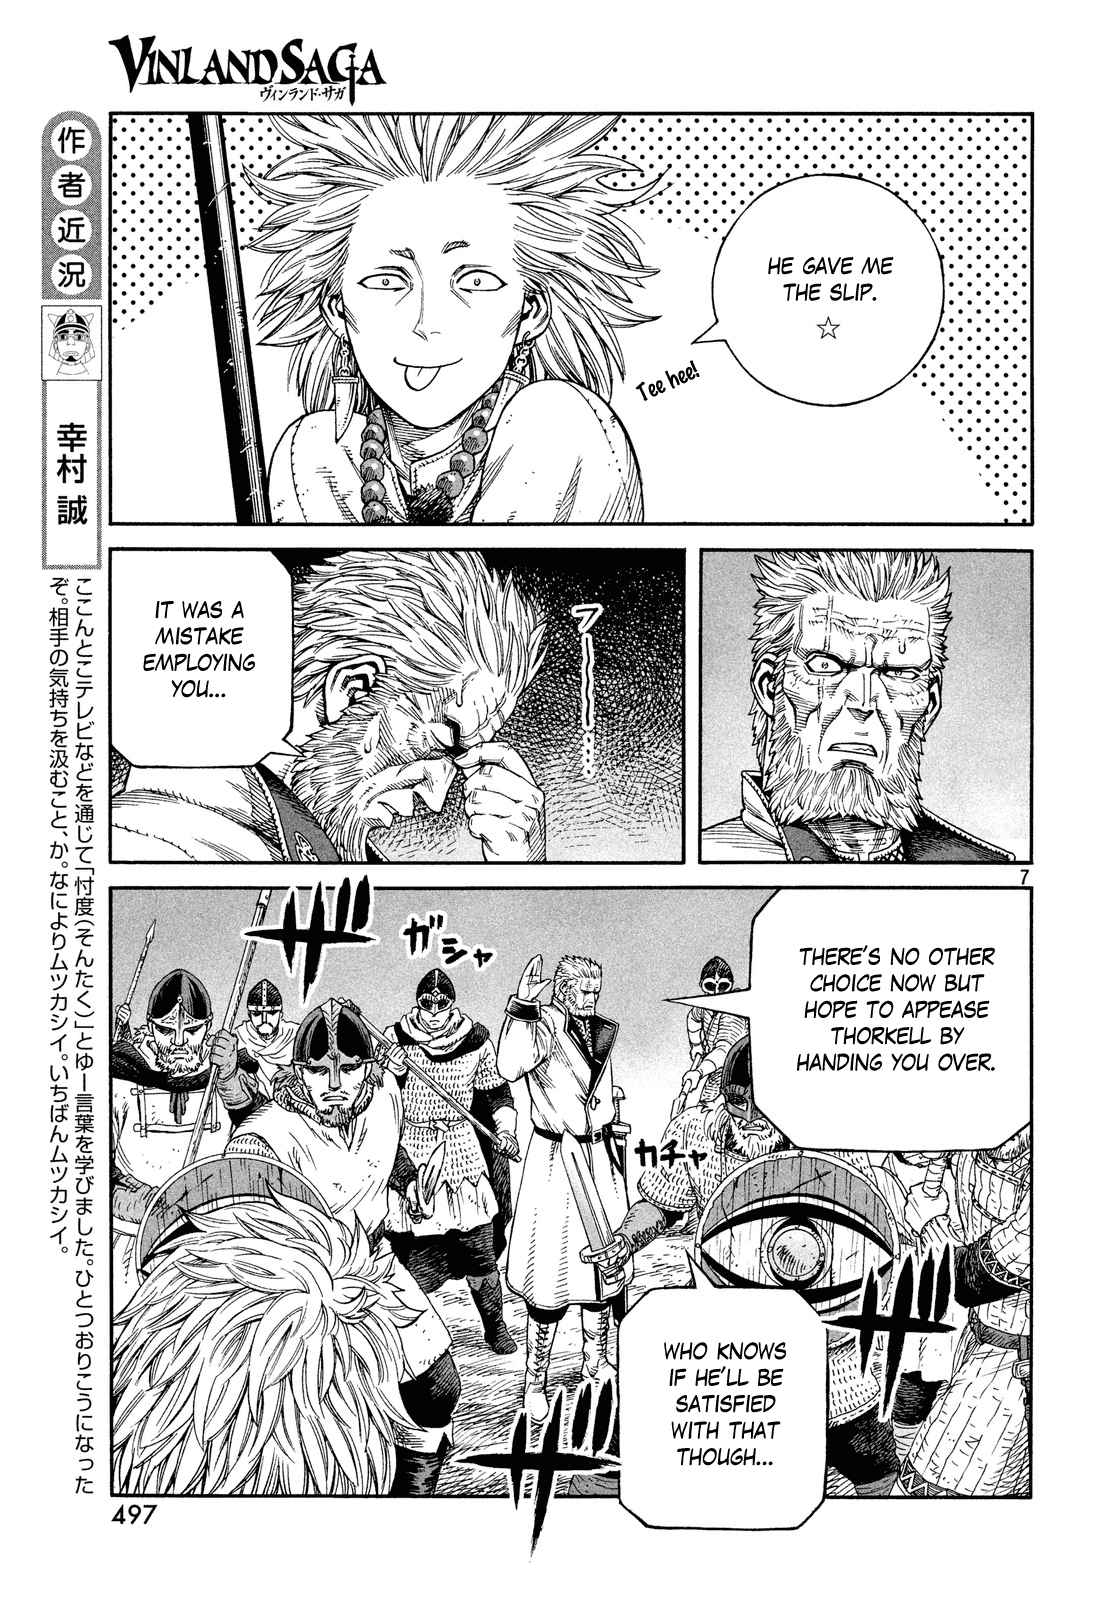 VINLAND SAGA
ヴィンランド・サガ
作者近況
幸村 誠
ここんとこテレビなどを通じて「忖度(そんたく)」とゆー言葉を学びました。ひとつおりこうになった
ぞ。相手の気持ちを汲むこと、か。なによりムツカシイ。いちばんムツカシイ。
HE GAVE ME
THE SLIP.
☆
Tee hee!
IT WAS A
MISTAKE
EMPLOYING
YOU...
フーーー
7
ザザッ
ガシャ
THERE'S NO OTHER
CHOICE NOW BUT
HOPE TO APPEASE
THORKELL BY
HANDING YOU OVER.
ガチャ
ザザッ
ザッ
WHO KNOWS
IF HE'LL BE
SATISFIED
WITH THAT
THOUGH...
497